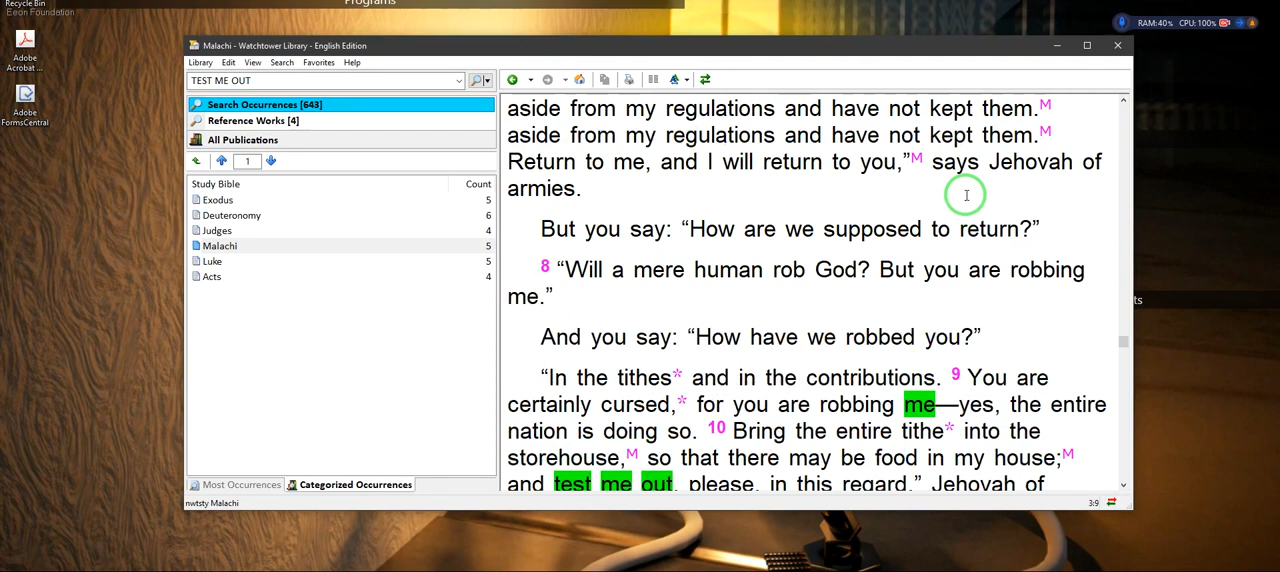 Recycle Bin
Eeon Foundation
Programs
Adobe
Acrobat ...
Adobe
FormsCentral
RAM:40% CPU:100%
Malachi - Watchtower Library - English Edition
Library Edit View Search Favorites Help
TEST ME OUT
Search Occurrences [643]
Reference Works [4]
All Publications
1
Study Bible Count
Exodus 5
Deuteronomy 6
Judges 4
Malachi 5
Luke 5
Acts 4
Most Occurrences Categorized Occurrences
nwtsty Malachi 3:9
aside from my regulations and have not kept them.M
aside from my regulations and have not kept them.M
Return to me, and I will return to you,”M says Jehovah of
armies.
But you say: “How are we supposed to return?”
8 “Will a mere human rob God? But you are robbing
me.”
And you say: “How have we robbed you?”
“In the tithes* and in the contributions. 9 You are
certainly cursed,* for you are robbing me—yes, the entire
nation is doing so. 10 Bring the entire tithe* into the
storehouse,M so that there may be food in my house;M
and test me out, please, in this regard,” Jehovah of
ts